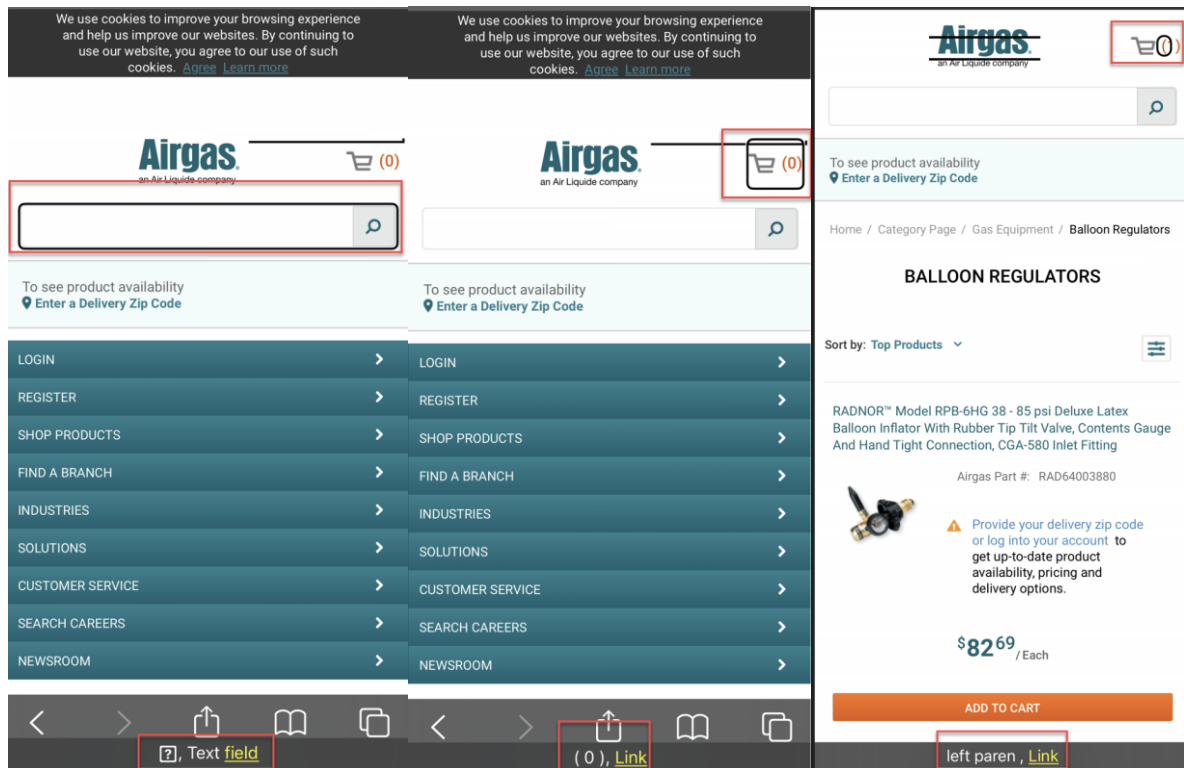 We use cookies to improve your browsing experience
and help us improve our websites. By continuing to
use our website, you agree to our use of such
cookies. Agree Learn more
Airgas.
an Air Liquide company
(0)
To see product availability
Enter a Delivery Zip Code
LOGIN
REGISTER
SHOP PRODUCTS
FIND A BRANCH
INDUSTRIES
SOLUTIONS
CUSTOMER SERVICE
SEARCH CAREERS
NEWSROOM
?, Text field
We use cookies to improve your browsing experience
and help us improve our websites. By continuing to
use our website, you agree to our use of such
cookies. Agree Learn more
Airgas.
an Air Liquide company
(0)
To see product availability
Enter a Delivery Zip Code
LOGIN
REGISTER
SHOP PRODUCTS
FIND A BRANCH
INDUSTRIES
SOLUTIONS
CUSTOMER SERVICE
SEARCH CAREERS
NEWSROOM
( 0 ), Link
Airgas.
an Air Liquide company
(0)
To see product availability
Enter a Delivery Zip Code
Home / Category Page / Gas Equipment / Balloon Regulators
BALLOON REGULATORS
Sort by: Top Products
RADNOR™ Model RPB-6HG 38 - 85 psi Deluxe Latex
Balloon Inflator With Rubber Tip Tilt Valve, Contents Gauge
And Hand Tight Connection, CGA-580 Inlet Fitting
Airgas Part #: RAD64003880
Provide your delivery zip code
or log into your account to
get up-to-date product
availability, pricing and
delivery options.
$82 69 / Each
ADD TO CART
left paren , Link